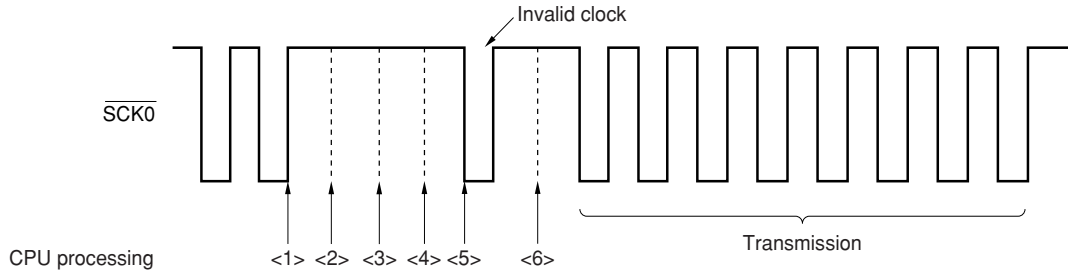 Invalid clock
SCK0
Transmission
CPU processing <1> <2> <3> <4> <5> <6>